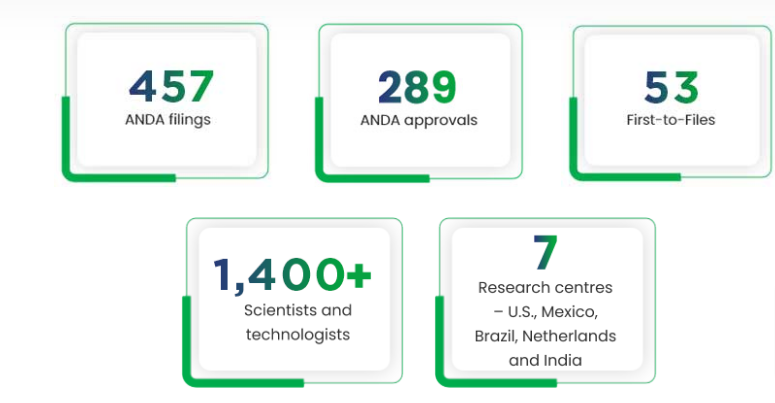 457
ANDA filings
289
ANDA approvals
53
First-to-Files
1,400+
Scientists and
technologists
7
Research centres
– U.S., Mexico,
Brazil, Netherlands
and India